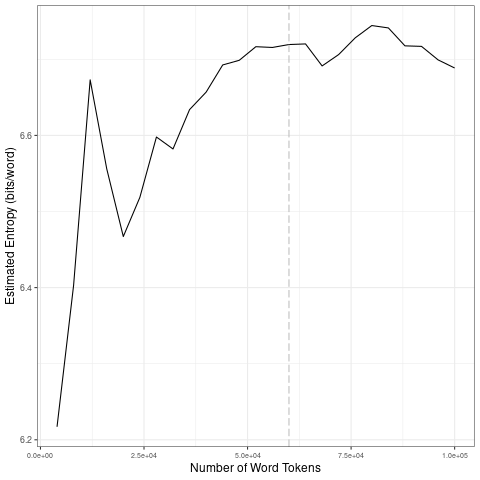 Estimated Entropy (bits/word)
6.6
6.4
6.2
0.0e+00
2.5e+04
5.0e+04
7.5e+04
1.0e+05
Number of Word Tokens